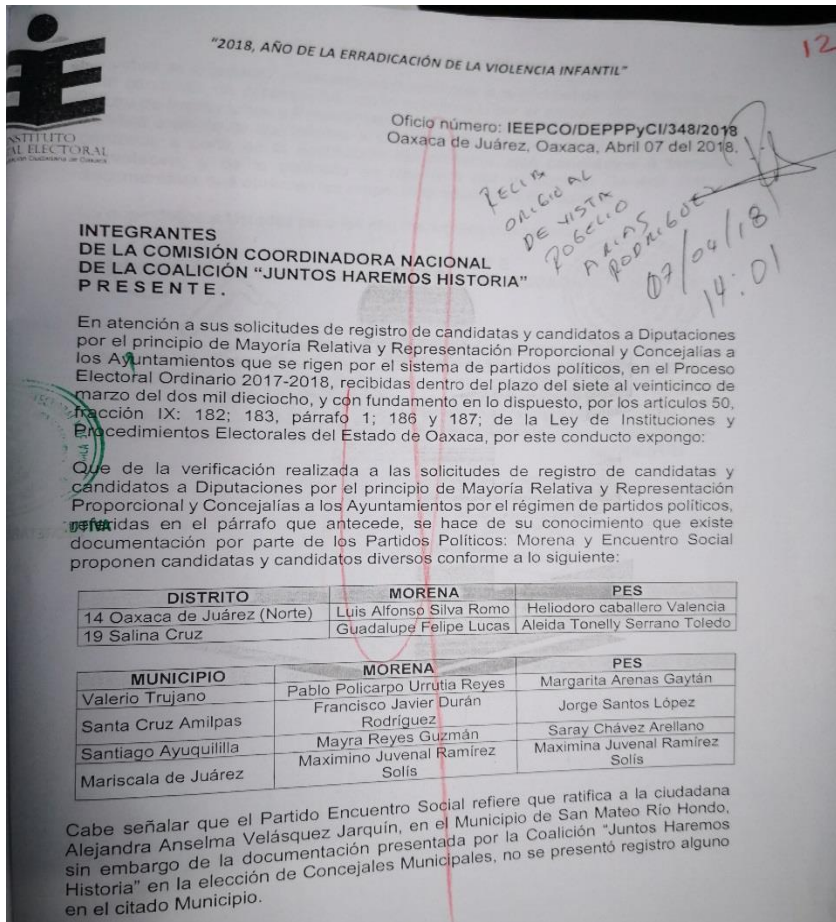 "2018, AÑO DE LA ERRADICACIÓN DE LA VIOLENCIA INFANTIL"
12
Oficio número: IEEPCO/DEPPPyCI/348/2018
Oaxaca de Juárez, Oaxaca, Abril 07 del 2018.
RECIBI
ORIGINAL
DE VISTA
ROGELIO
ARIAS
RODRIGUEZ
07/04/18
14:01
INTEGRANTES
DE LA COMISIÓN COORDINADORA NACIONAL
DE LA COALICIÓN "JUNTOS HAREMOS HISTORIA"
P R E S E N T E .
En atención a sus solicitudes de registro de candidatas y candidatos a Diputaciones
por el principio de Mayoría Relativa y Representación Proporcional y Concejalías a
los Ayuntamientos que se rigen por el sistema de partidos políticos, en el Proceso
Electoral Ordinario 2017-2018, recibidas dentro del plazo del siete al veinticinco de
marzo del dos mil dieciocho, y con fundamento en lo dispuesto, por los artículos 50,
fracción IX: 182; 183, párrafo 1; 186 y 187; de la Ley de Instituciones y
Procedimientos Electorales del Estado de Oaxaca, por este conducto expongo:
Que de la verificación realizada a las solicitudes de registro de candidatas y
candidatos a Diputaciones por el principio de Mayoría Relativa y Representación
Proporcional y Concejalías a los Ayuntamientos por el régimen de partidos políticos,
referidas en el párrafo que antecede, se hace de su conocimiento que existe
documentación por parte de los Partidos Políticos: Morena y Encuentro Social
proponen candidatas y candidatos diversos conforme a lo siguiente:
DISTRITO MORENA PES
14 Oaxaca de Juárez (Norte) Luis Alfonso Silva Romo Heliodoro caballero Valencia
19 Salina Cruz Guadalupe Felipe Lucas Aleida Tonelly Serrano Toledo
MUNICIPIO MORENA PES
Valerio Trujano Pablo Policarpo Urrutia Reyes Margarita Arenas Gaytán
Santa Cruz Amilpas Francisco Javier Durán Rodríguez Jorge Santos López
Santiago Ayuquililla Mayra Reyes Guzmán Saray Chávez Arellano
Mariscala de Juárez Maximino Juvenal Ramírez Solís Maximina Juvenal Ramírez Solís
Cabe señalar que el Partido Encuentro Social refiere que ratifica a la ciudadana
Alejandra Anselma Velásquez Jarquín, en el Municipio de San Mateo Río Hondo,
sin embargo de la documentación presentada por la Coalición "Juntos Haremos
Historia" en la elección de Concejales Municipales, no se presentó registro alguno
en el citado Municipio.